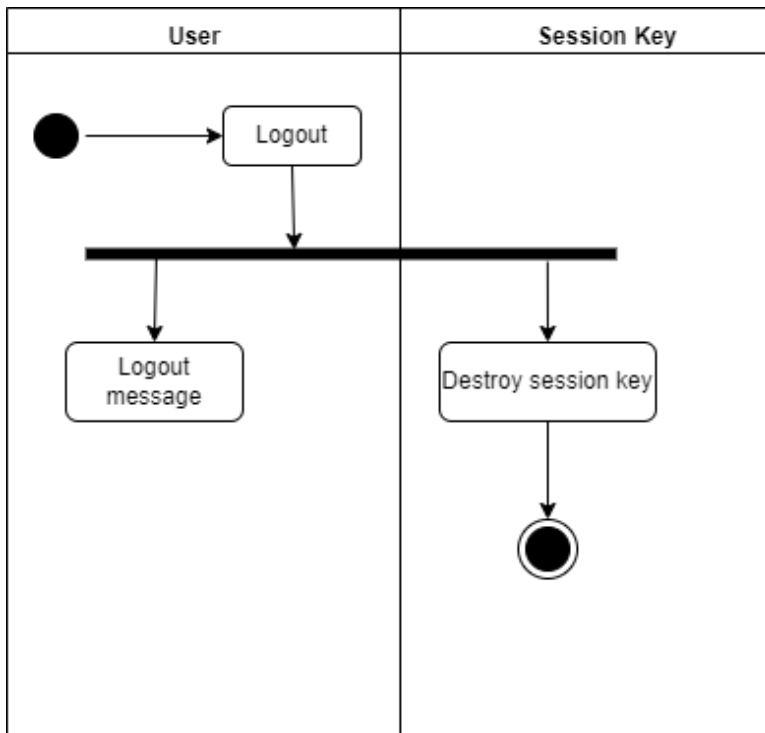 User
Session Key
Logout
Logout
message
Destroy session key